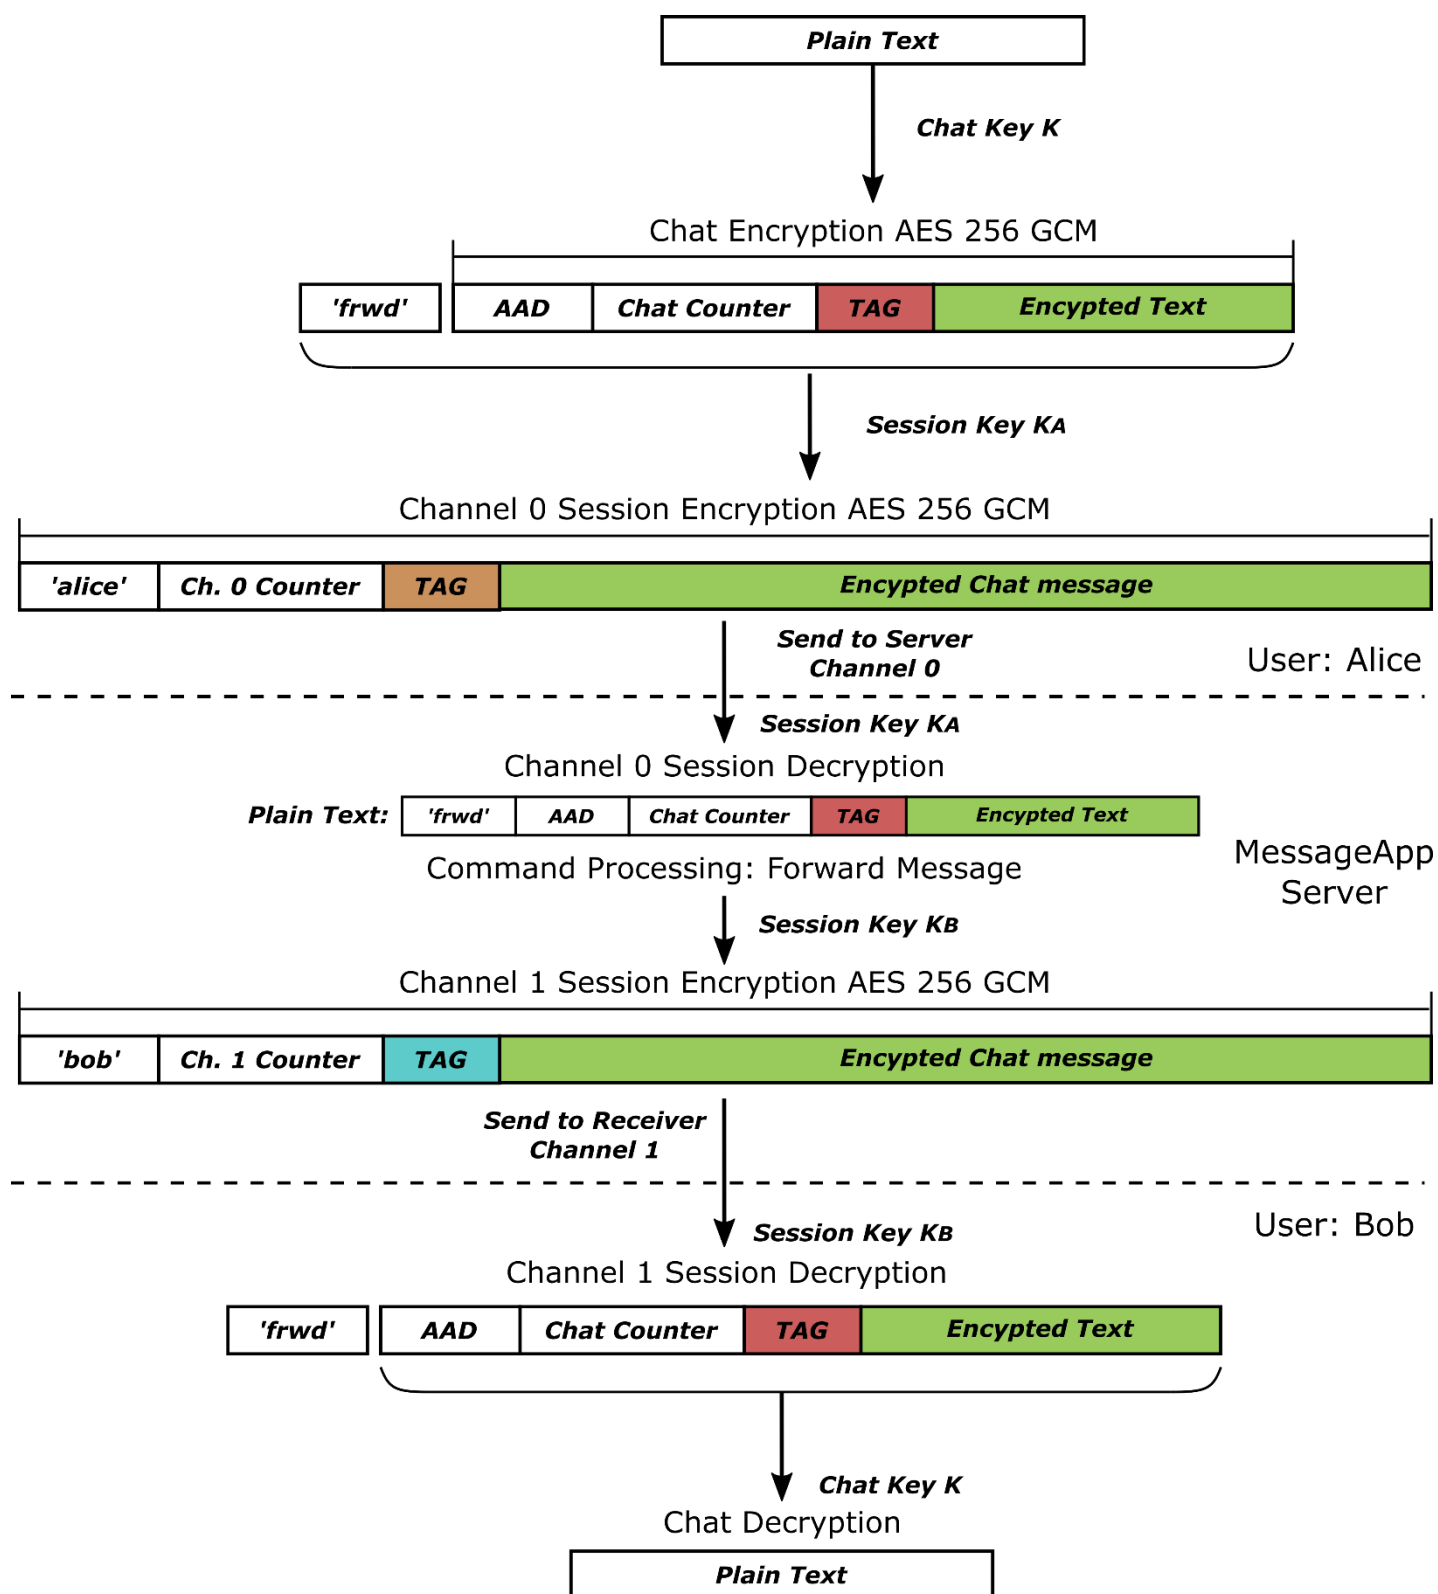 Plain Text
Chat Key K
Chat Encryption AES 256 GCM
'frwd' AAD Chat Counter TAG Encypted Text
Session Key KA
Channel 0 Session Encryption AES 256 GCM
'alice' Ch. 0 Counter TAG Encypted Chat message
Send to Server
Channel 0
User: Alice
Session Key KA
Channel 0 Session Decryption
Plain Text: 'frwd' AAD Chat Counter TAG Encypted Text
Command Processing: Forward Message
MessageApp
Server
Session Key KB
Channel 1 Session Encryption AES 256 GCM
'bob' Ch. 1 Counter TAG Encypted Chat message
Send to Receiver
Channel 1
User: Bob
Session Key KB
Channel 1 Session Decryption
'frwd' AAD Chat Counter TAG Encypted Text
Chat Key K
Chat Decryption
Plain Text